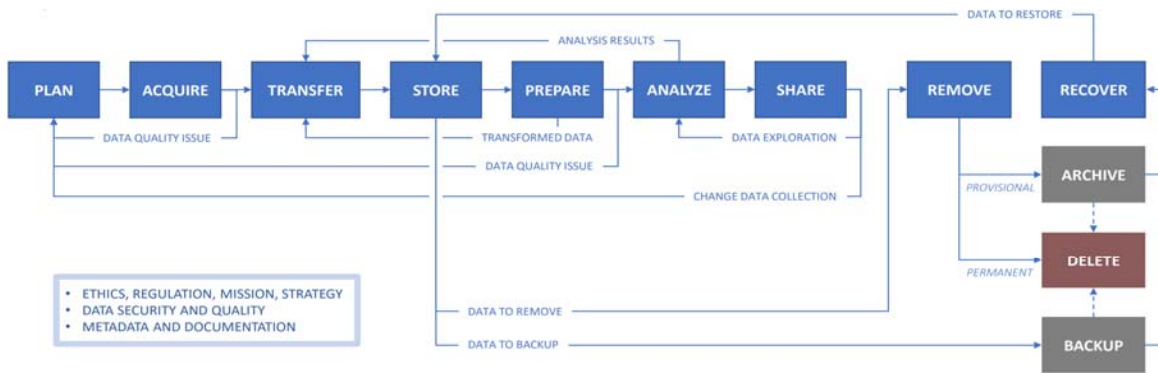 DATA TO RESTORE
ANALYSIS RESULTS
PLAN
ACQUIRE
TRANSFER
STORE
PREPARE
ANALYZE
SHARE
REMOVE
RECOVER
DATA QUALITY ISSUE
TRANSFORMED DATA
DATA EXPLORATION
DATA QUALITY ISSUE
CHANGE DATA COLLECTION
PROVISIONAL
ARCHIVE
PERMANENT
DELETE
• ETHICS, REGULATION, MISSION, STRATEGY
• DATA SECURITY AND QUALITY
• METADATA AND DOCUMENTATION
DATA TO REMOVE
DATA TO BACKUP
BACKUP